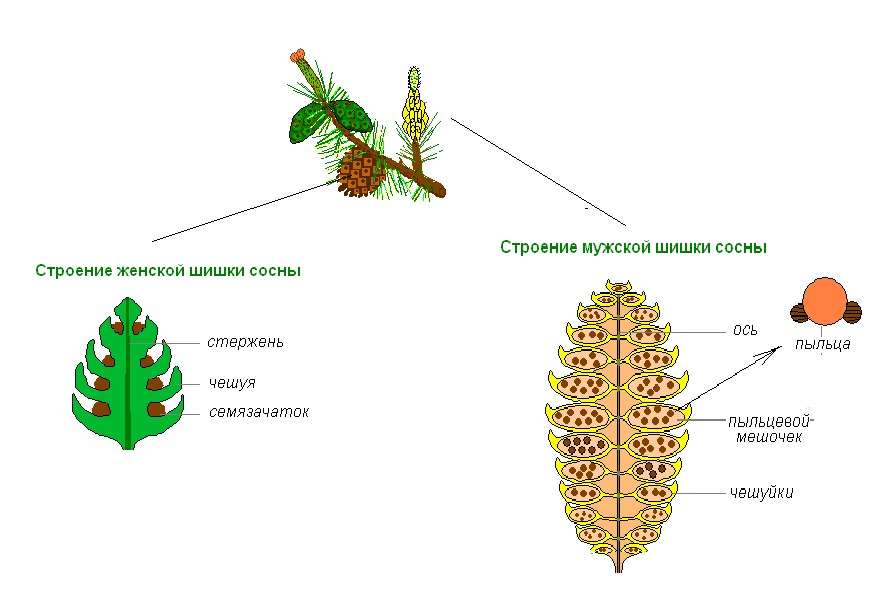 Строение женской шишки сосны
стержень
чешуя
семязачаток
Строение мужской шишки сосны
ось
пыльца
пыльцевой
мешочек
чешуйки